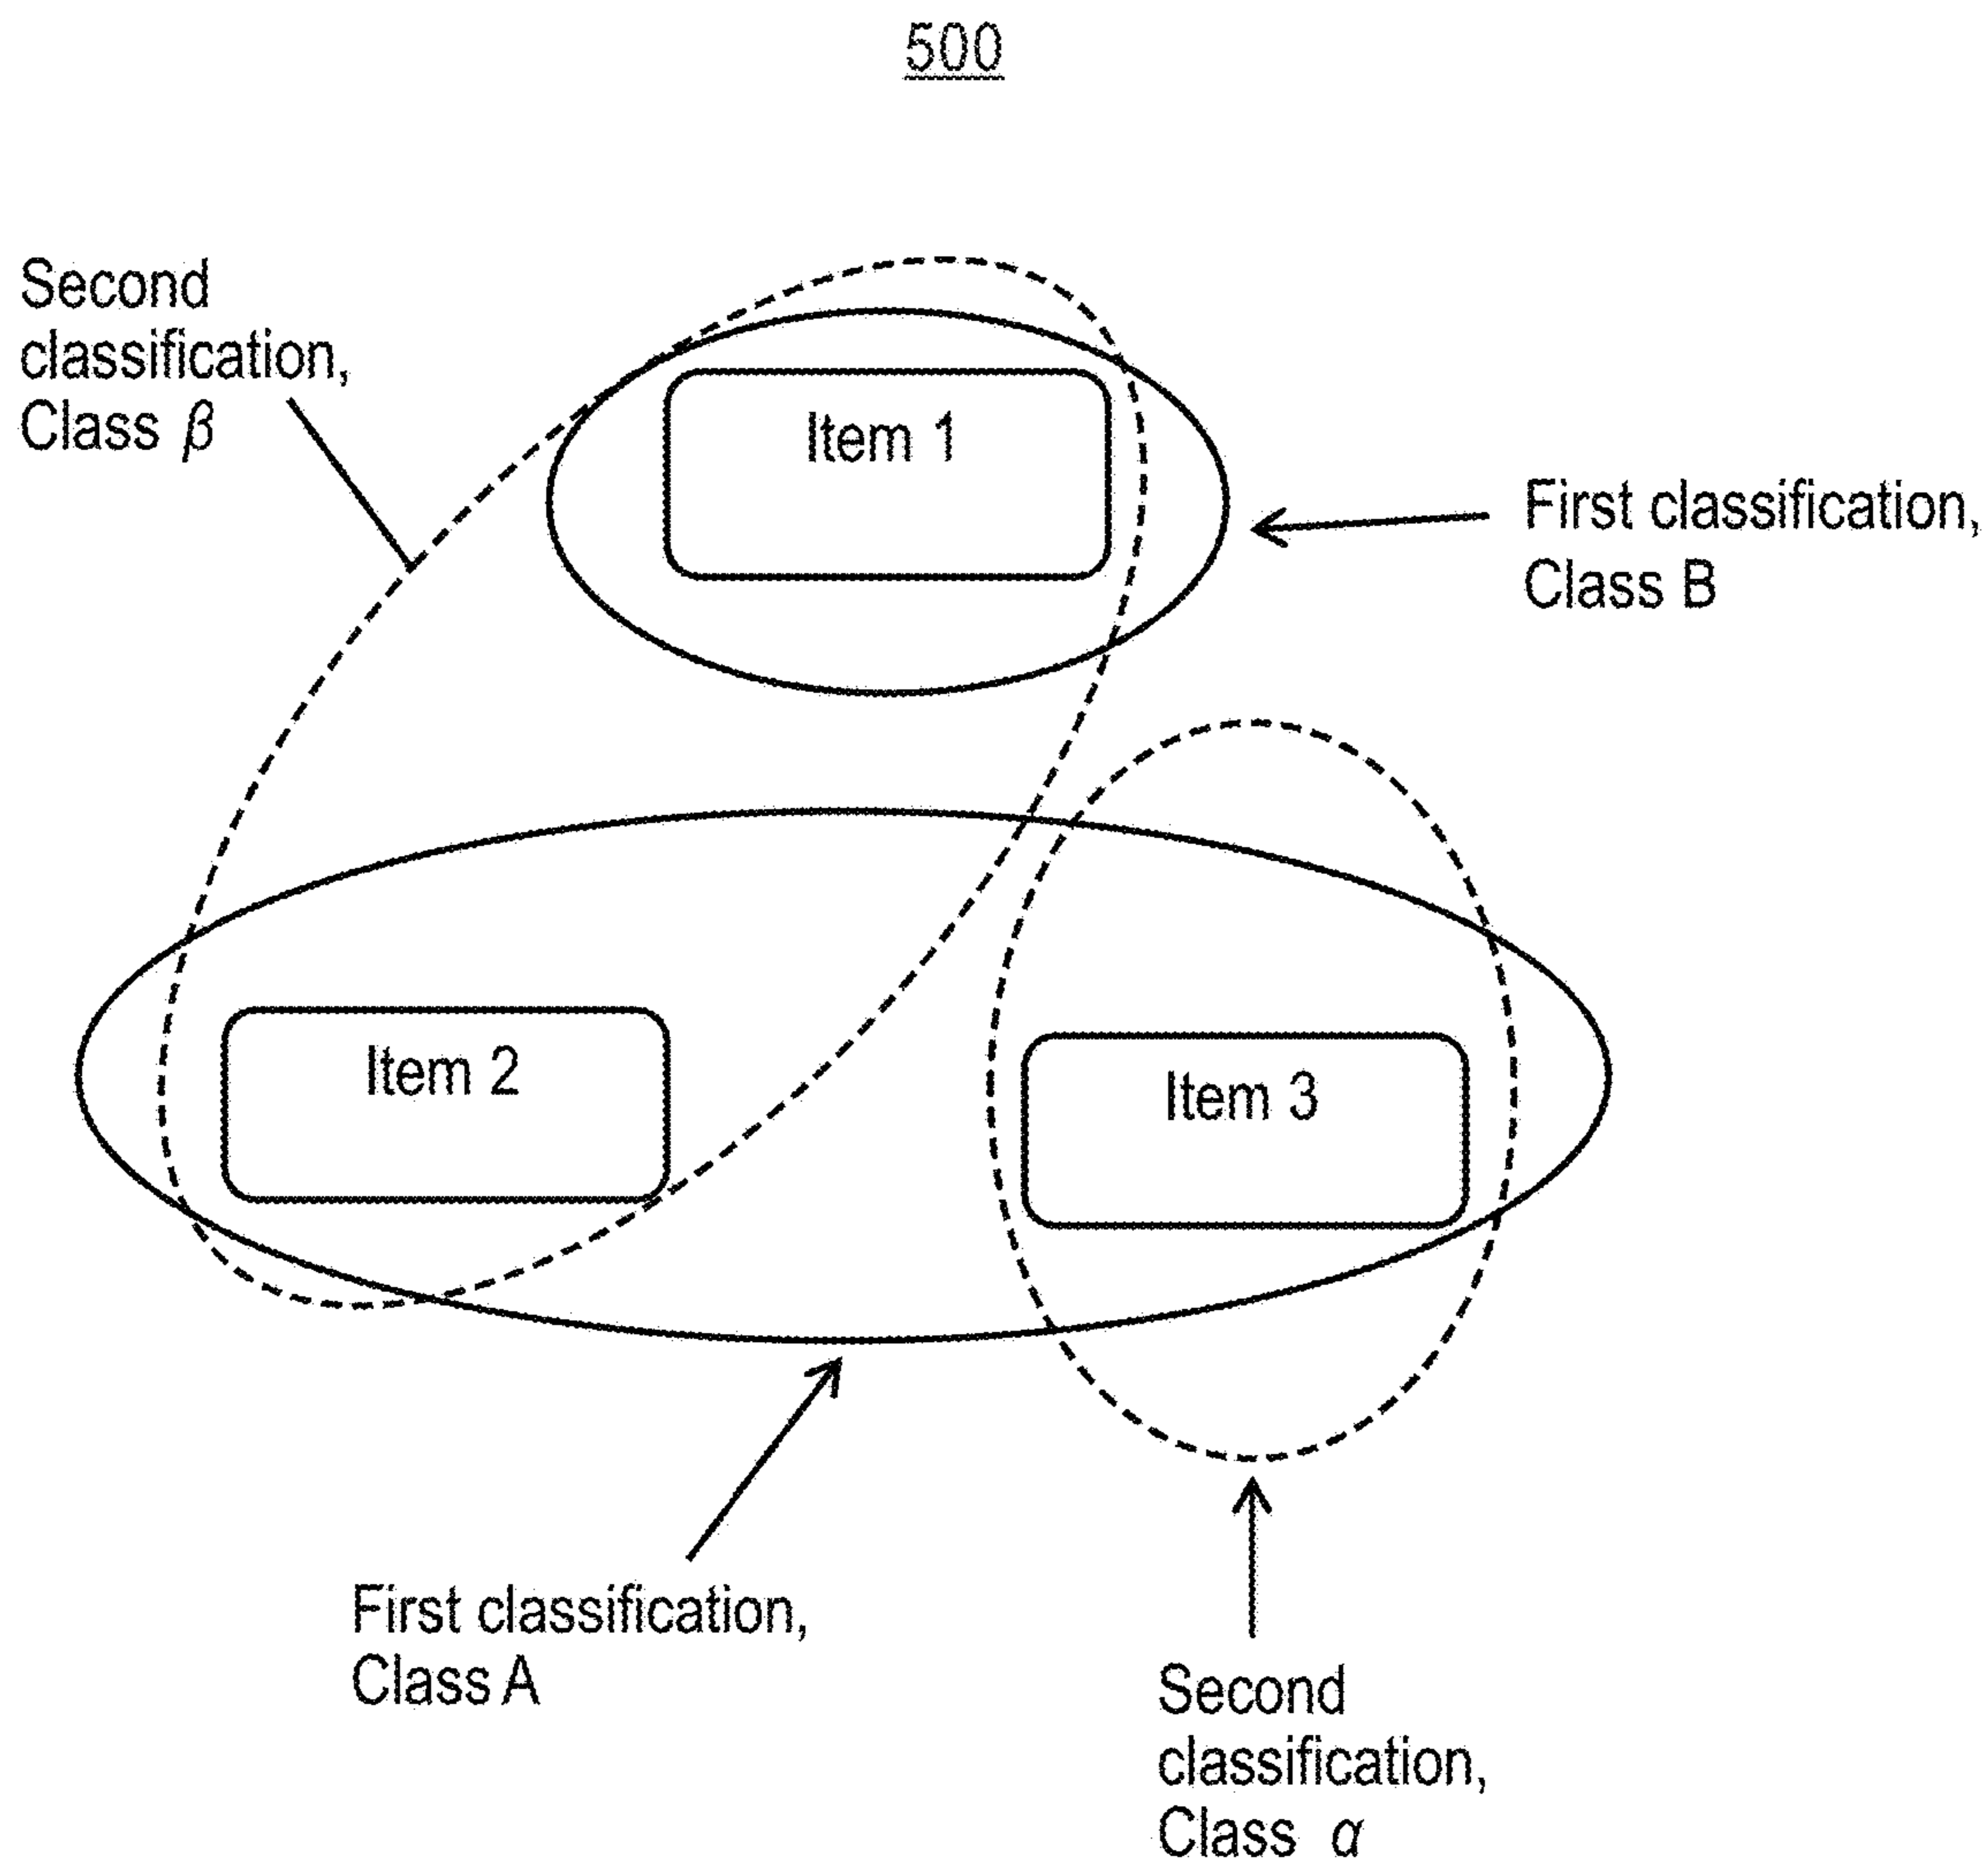 500
Second
classification,
Class β
Item 1
First classification,
Class B
Item 2
Item 3
First classification,
Class A
Second
classification,
Class α